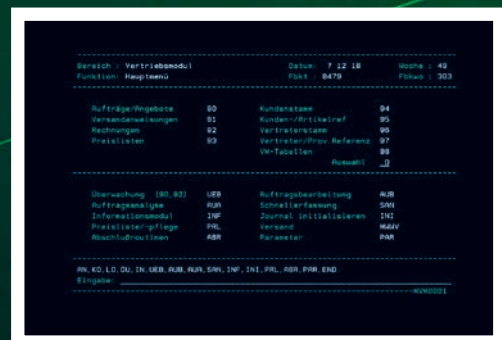 Bereich : Vertriebsmodul Datum: 7 12 18 Woche : 49
Funktion: Hauptmenü Fbkt : 8479 Fbkwo : 303
Aufträge/Angebote 90 Kundenstamm 94
Versandanweisungen 91 Kunden-/Artikelref 95
Rechnungen 92 Vertreterstamm 96
Preislisten 93 Vertreter/Prov.Referenz 97
VM-Tabellen 98
Auswahl _0
Überwachung (90,92) UEB Auftragsbearbeitung AUB
Auftragsanalyse AUA Schnellerfassung SAN
Informationsmodul INF Journal initialisieren INI
Preisliste/-pflege PRL Versand
Abschlußroutinen ABR Parameter PAR
AN,KO,LO,DU,IN,UEB,AUB,AUA,SAN,INF,INI,PRL,ABR,PAR,END
Eingabe: